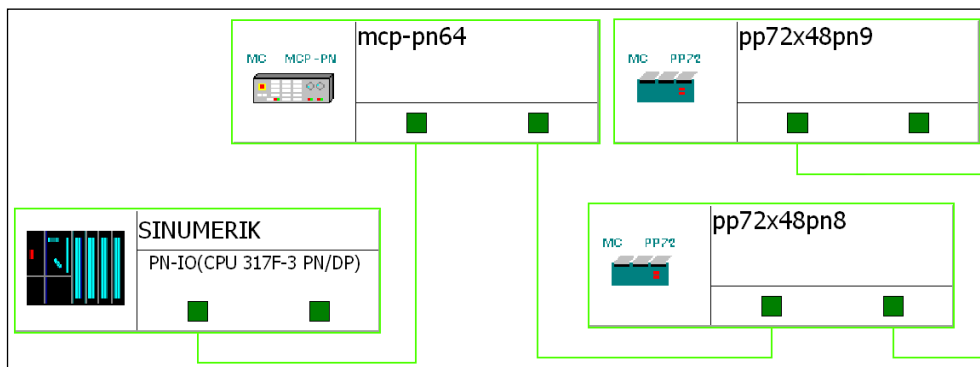 mcp-pn64
MC MCP-PN
pp72x48pn9
MC PP72
SINUMERIK
PN-IO(CPU 317F-3 PN/DP)
pp72x48pn8
MC PP72